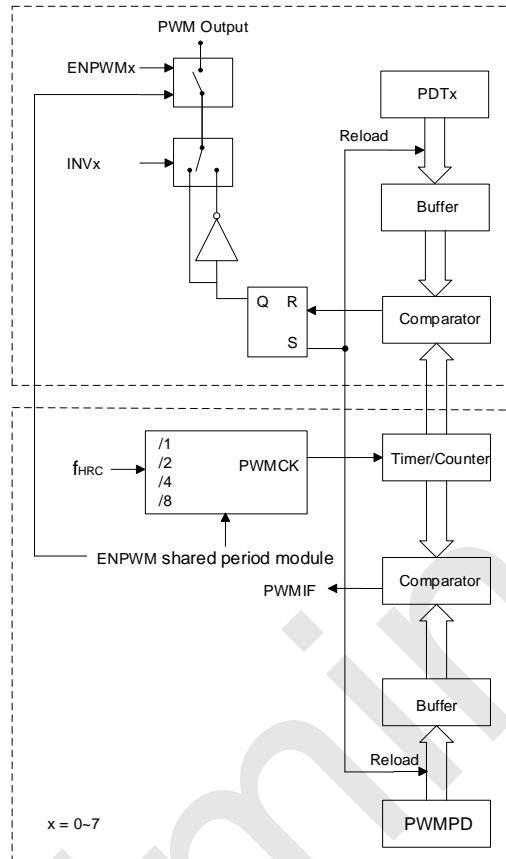 PWM Output
ENPWMx
PDTx
Reload
INVx
Buffer
Q R
S
Comparator
/1
/2
/4
/8
fHRC
PWMCK
Timer/Counter
ENPWM shared period module
PWMIF
Comparator
Buffer
Reload
x = 0~7
PWMPD